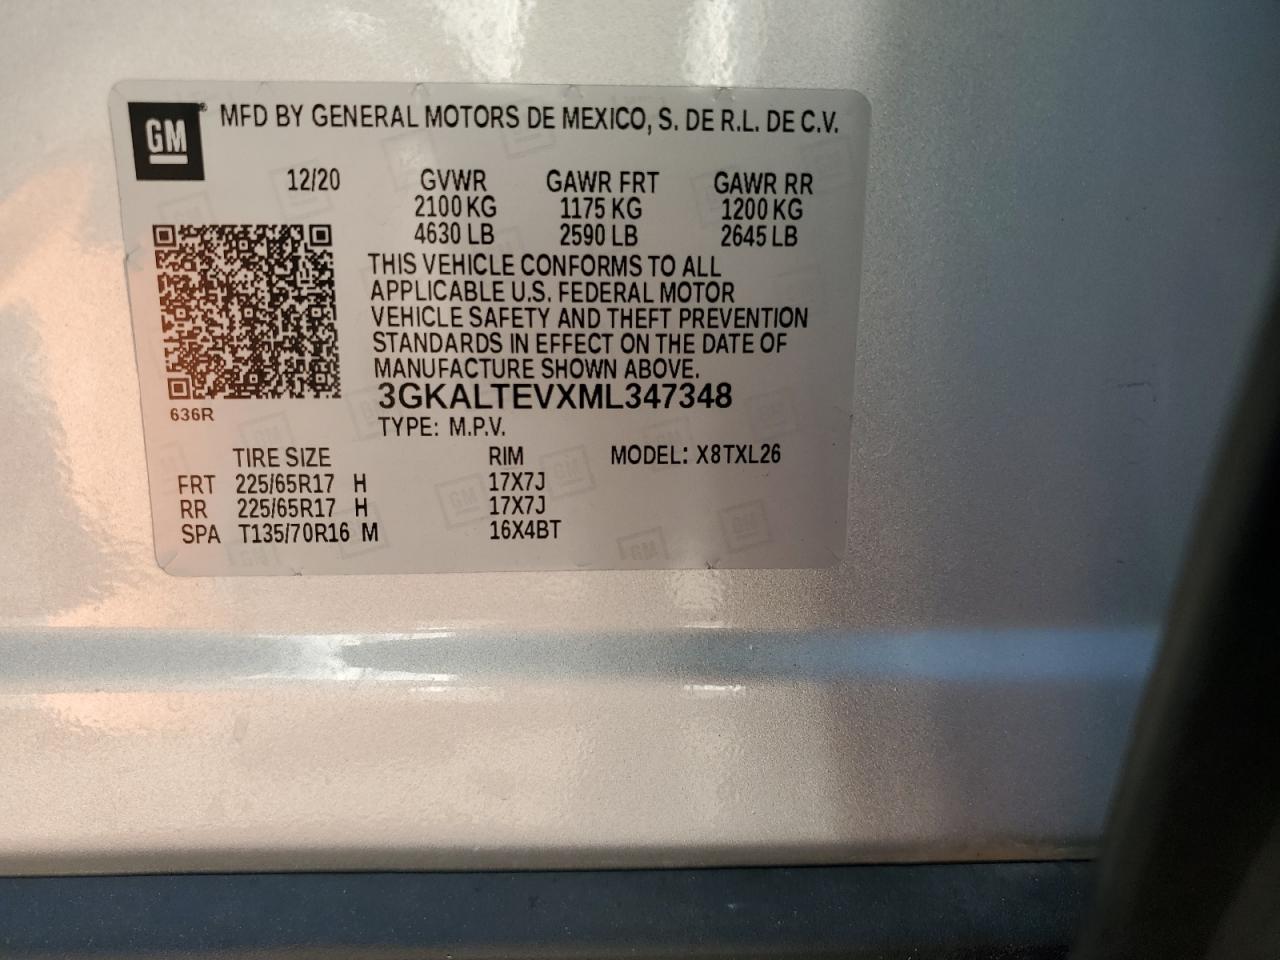 GM® MFD BY GENERAL MOTORS DE MEXICO, S. DE R.L. DE C.V.
12/20 GVWR GAWR FRT GAWR RR
2100 KG 1175 KG 1200 KG
4630 LB 2590 LB 2645 LB
THIS VEHICLE CONFORMS TO ALL
APPLICABLE U.S. FEDERAL MOTOR
VEHICLE SAFETY AND THEFT PREVENTION
STANDARDS IN EFFECT ON THE DATE OF
MANUFACTURE SHOWN ABOVE.
3GKALTEVXML347348
636R
TYPE: M.P.V.
TIRE SIZE RIM MODEL: X8TXL26
FRT 225/65R17 H 17X7J
RR 225/65R17 H 17X7J
SPA T135/70R16 M 16X4BT